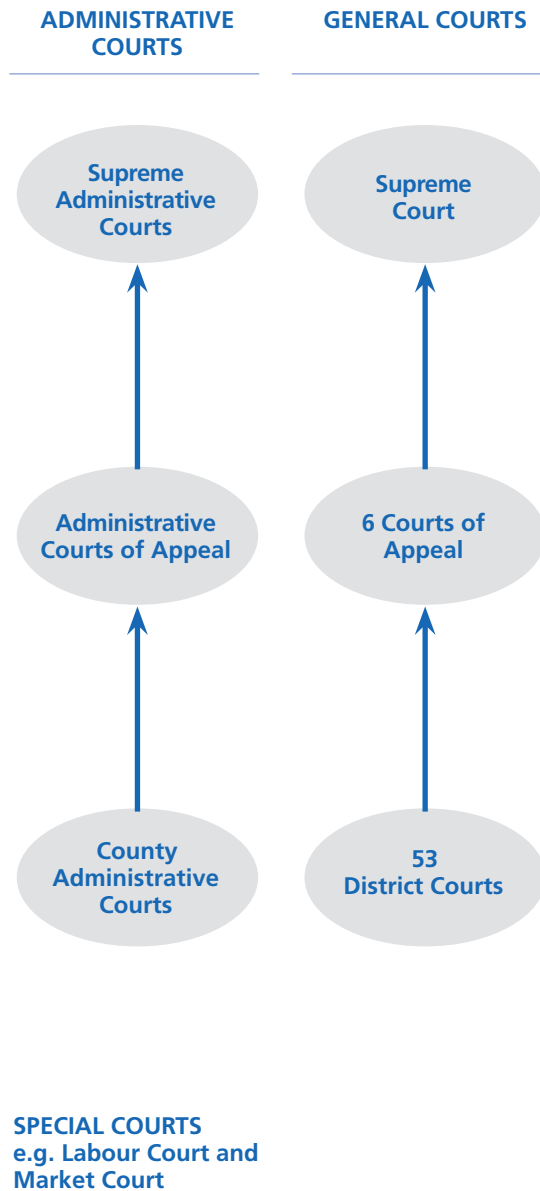 ADMINISTRATIVE
COURTS
GENERAL COURTS
Supreme
Administrative
Courts
Supreme
Court
Administrative
Courts of Appeal
6 Courts of
Appeal
County
Administrative
Courts
53
District Courts
SPECIAL COURTS
e.g. Labour Court and
Market Court